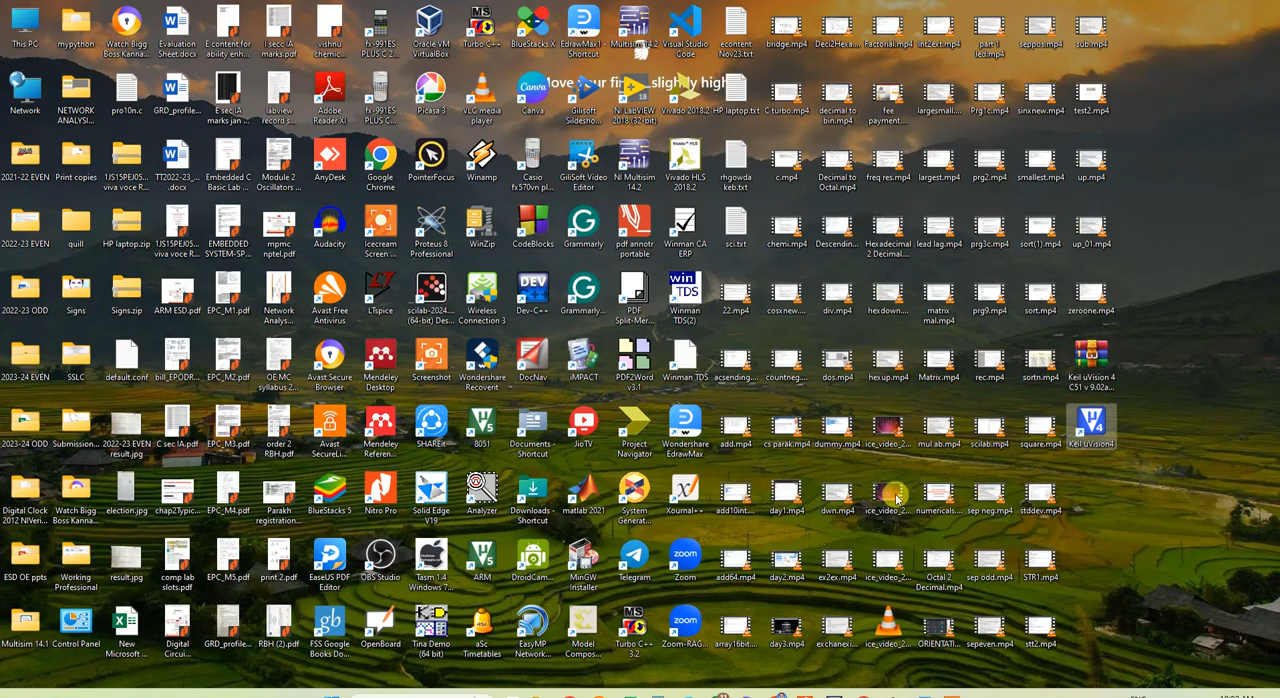 This PC
mypython
Watch Bigg
Boss Kanna...
Evaluation
Sheet.docx
E content for
ability enh...
I secc IA
marks.pdf
vishnu
chemic...
fx-991ES
PLUS C 2...
Oracle VM
VirtualBox
Turbo C++
BlueStacks X
EdrawMax1 -
Shortcut
Multisim 14.2
Visual Studio
Code
econtent
Nov23.txt
bridge.mp4
Deci2Hexa...
Factorial.mp4
int2ext.mp4
part 1
led.mp4
seppos.mp4
sub.mp4
Network
NETWORK
ANALYSI...
pro10n.c
GRD_profile...
E sec IA
marks jan ...
labview
record s...
Adobe
Reader XI
fx-991ES
PLUS C...
Picasa 3
VLC media
player
Canva
Gilisoft
Slidesho...
NI LabVIEW
2018 (32-bit)
Vivado 2018.2
HP laptop.txt
C turbo.mp4
decimal to
bin.mp4
fee
payment....
largesmall....
Prg1c.mp4
sinxnew.mp4
test2.mp4
2021-22 EVEN
Print copies
1JS15PEJ05...
viva voce R...
TT2022-23_...
.docx
Embedded C
Basic Lab ...
Module 2
Oscillators ...
AnyDesk
Google
Chrome
PointerFocus
Winamp
Casio
fx570vn pl...
GiliSoft Video
Editor
NI Multisim
14.2
Vivado HLS
2018.2
rhgowda
keb.txt
c.mp4
Decimal to
Octal.mp4
freq res.mp4
largest.mp4
prg2.mp4
smallest.mp4
up.mp4
2022-23 EVEN
quill
HP laptop.zip
1JS15PEJ05...
viva voce R...
EMBEDDED
SYSTEM-SP...
mpmc
nptel.pdf
Audacity
Icecream
Screen ...
Proteus 8
Professional
WinZip
CodeBlocks
Grammarly
pdf annotr
portable
Winman CA
ERP
sci.txt
chemi.mp4
Descendin...
Hexadecimal
2 Decimal....
lead lag.mp4
prg3c.mp4
sort(1).mp4
up_01.mp4
2022-23 ODD
Signs
Signs.zip
ARM ESD.pdf
EPC_M1.pdf
Network
Analys...
Avast Free
Antivirus
LTspice
scilab-2024....
(64-bit) Des...
Wireless
Connection 3
Dev-C++
Grammarly...
PDF
Split-Mer...
Winman
TDS(2)
22.mp4
cosxnew....
div.mp4
hexdown....
matrix
mal.mp4
prg9.mp4
sort.mp4
zeroone.mp4
2023-24 EVEN
SSLC
default.conf
bill_EPODR...
EPC_M2.pdf
OE MC
syllabus 2...
Avast Secure
Browser
Mendeley
Desktop
Screenshot
Wondershare
Recoverit
DocNav
iMPACT
PDF2Word
v3.1
Winman TDS
acsending....
countneg....
dos.mp4
hexup.mp4
Matrix.mp4
rec.mp4
sortn.mp4
Keil uVision 4
C51 v 9.02a...
2023-24 ODD
Submission...
2022-23 EVEN
result.jpg
C sec IA.pdf
EPC_M3.pdf
order 2
RBH.pdf
Avast
SecureLi...
Mendeley
Referen...
SHAREit
8051
Documents -
Shortcut
JioTV
Project
Navigator
Wondershare
EdrawMax
add.mp4
cs parak.mp4
dummy.mp4
ice_video_2...
mul ab.mp4
scilab.mp4
square.mp4
Keil uVision4
Digital Clock
2012 NIVeri...
Watch Bigg
Boss Kanna...
election.jpg
chap2Typic...
EPC_M4.pdf
Parakh
registration...
BlueStacks 5
Nitro Pro
Solid Edge
V19
Analyzer
Downloads -
Shortcut
matlab 2021
System
Generat...
Xournal++
add10int....
day1.mp4
dwn.mp4
ice_video_2...
numericals....
sep neg.mp4
stddev.mp4
ESD OE ppts
Working
Professional
result.jpg
comp lab
slots.pdf
EPC_M5.pdf
print 2.pdf
EaseUS PDF
Editor
OBS Studio
Tasm 1.4
Windows 7...
ARM
DroidCam...
MinGW
Installer
Telegram
Zoom
add64.mp4
day2.mp4
ex2ex.mp4
ice_video_2...
Octal 2
Decimal.mp4
sep odd.mp4
STR1.mp4
Multisim 14.1
Control Panel
New
Microsoft ...
Digital
Circui...
GRD_profile...
RBH (2).pdf
FSS Google
Books Do...
OpenBoard
Tina Demo
(64 bit)
aSc
Timetables
EasyMP
Network...
Model
Compos...
Turbo C++
3.2
Zoom-RAG...
array16bit....
day3.mp4
exchanexi...
ice_video_2...
ORIENTATI...
sepeven.mp4
stt2.mp4